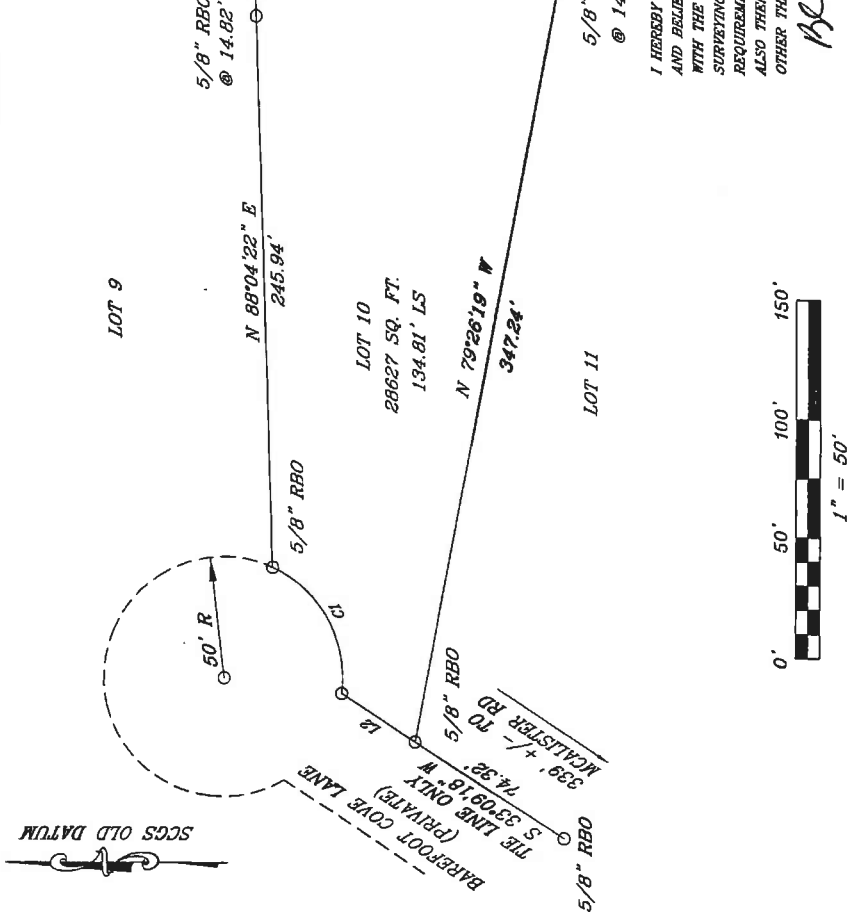 SCGS OLD DATUM
LOT 9
5/8" RBO
@ 14.82'
50' R
N 88°04'22" E
245.94'
5/8" RBO
C1
L2
LOT 10
28627 SQ. FT.
134.81' LS
N 79°26'19" W
347.24'
5/8" RBO
BAREFOOT COVE LANE
(PRIVATE)
TIE LINE ONLY
S 33°09'18" W
74.32'
339' +/- TO
MCALISTER RD
5/8" RBO
LOT 11
5/8"
@ 14
I HEREBY
AND BELIE
WITH THE
SURVEYING
REQUIREME
ALSO THER
OTHER TH
0'
50'
100'
150'
1" = 50'